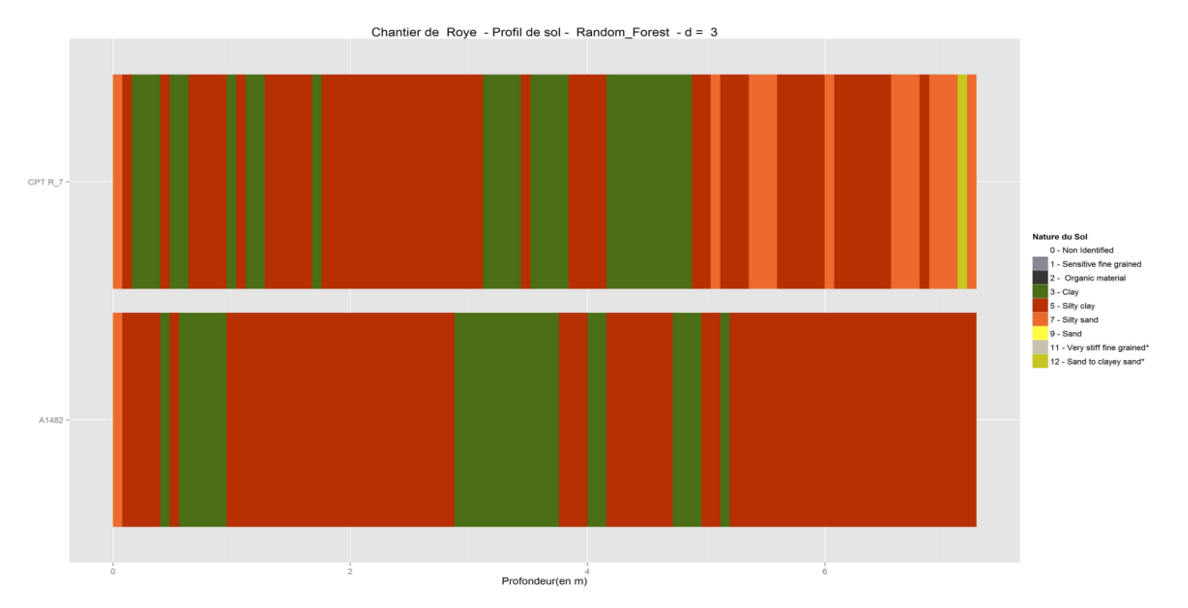 Chantier de Roye - Profil de sol - Random_Forest - d = 3
CPT R_7
A1482
0 2 4 6
Profondeur(en m)
Nature du Sol
0 - Non Identified
1 - Sensitive fine grained
2 - Organic material
3 - Clay
5 - Silty clay
7 - Silty sand
9 - Sand
11 - Very stiff fine grained*
12 - Sand to clayey sand*